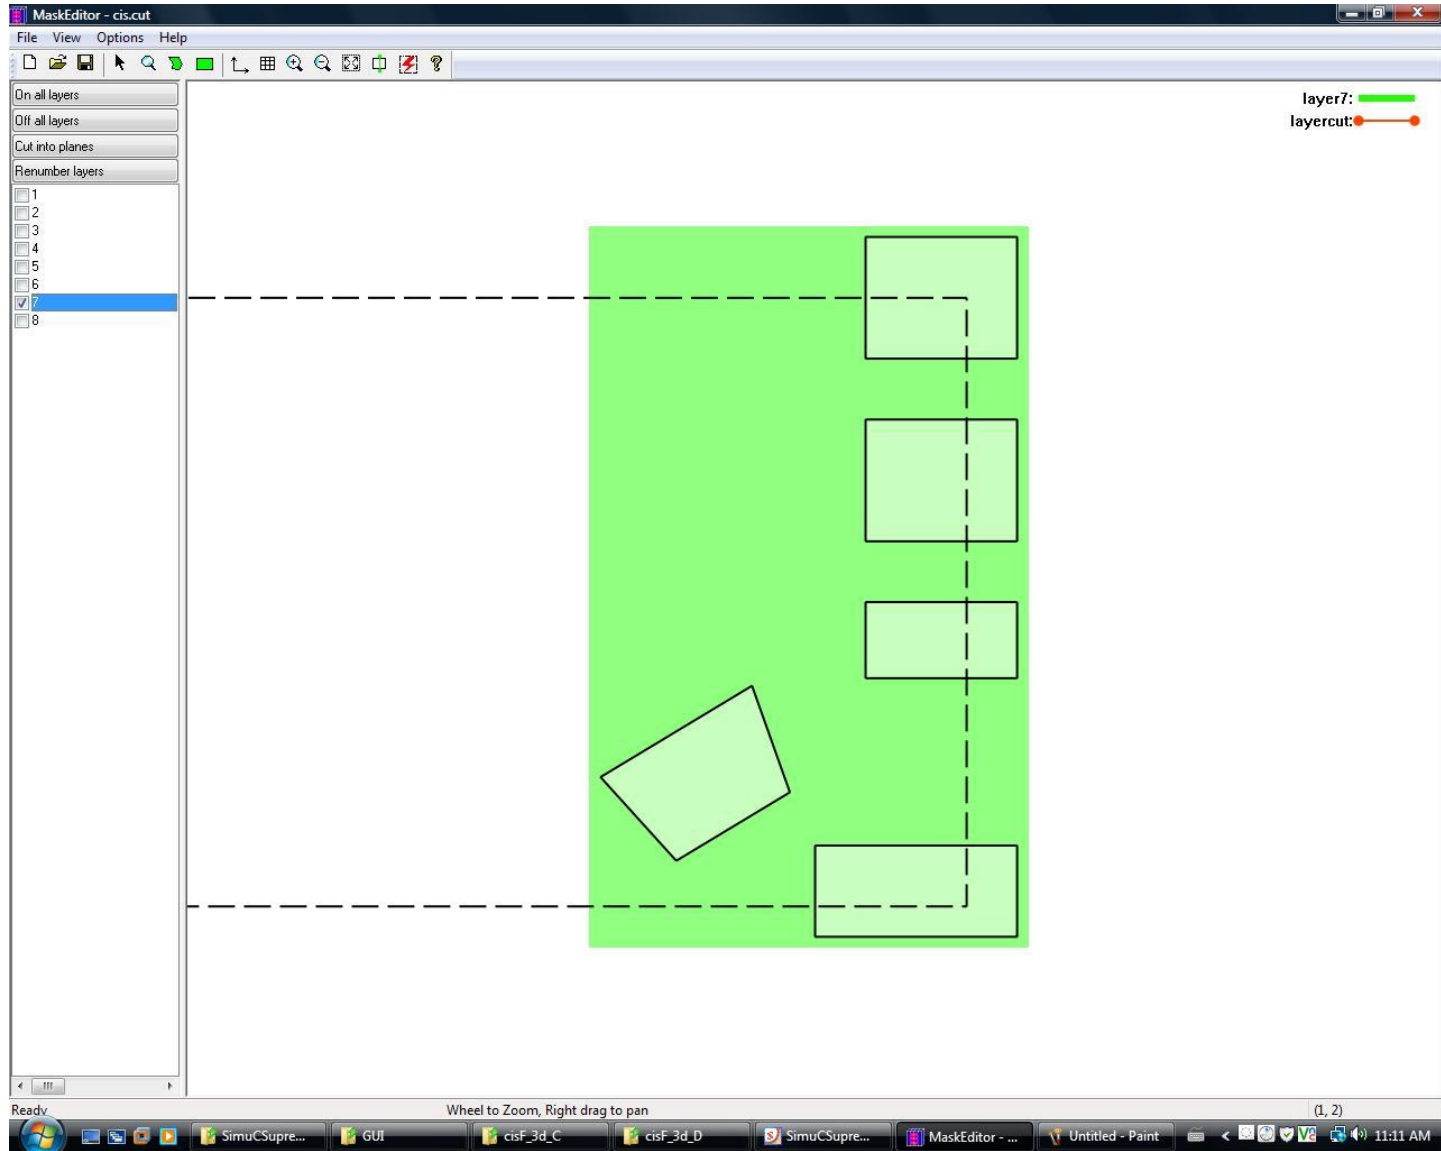 MaskEditor - cis.cut
File View Options Help
On all layers
Off all layers
Cut into planes
Renumber layers
1
2
3
4
5
6
7
8
layer7:
layercut:
Ready
Wheel to Zoom, Right drag to pan
(1, 2)
SimuCSupre...
GUI
cisF_3d_C
cisF_3d_D
SimuCSupre...
MaskEditor - ...
Untitled - Paint
11:11 AM